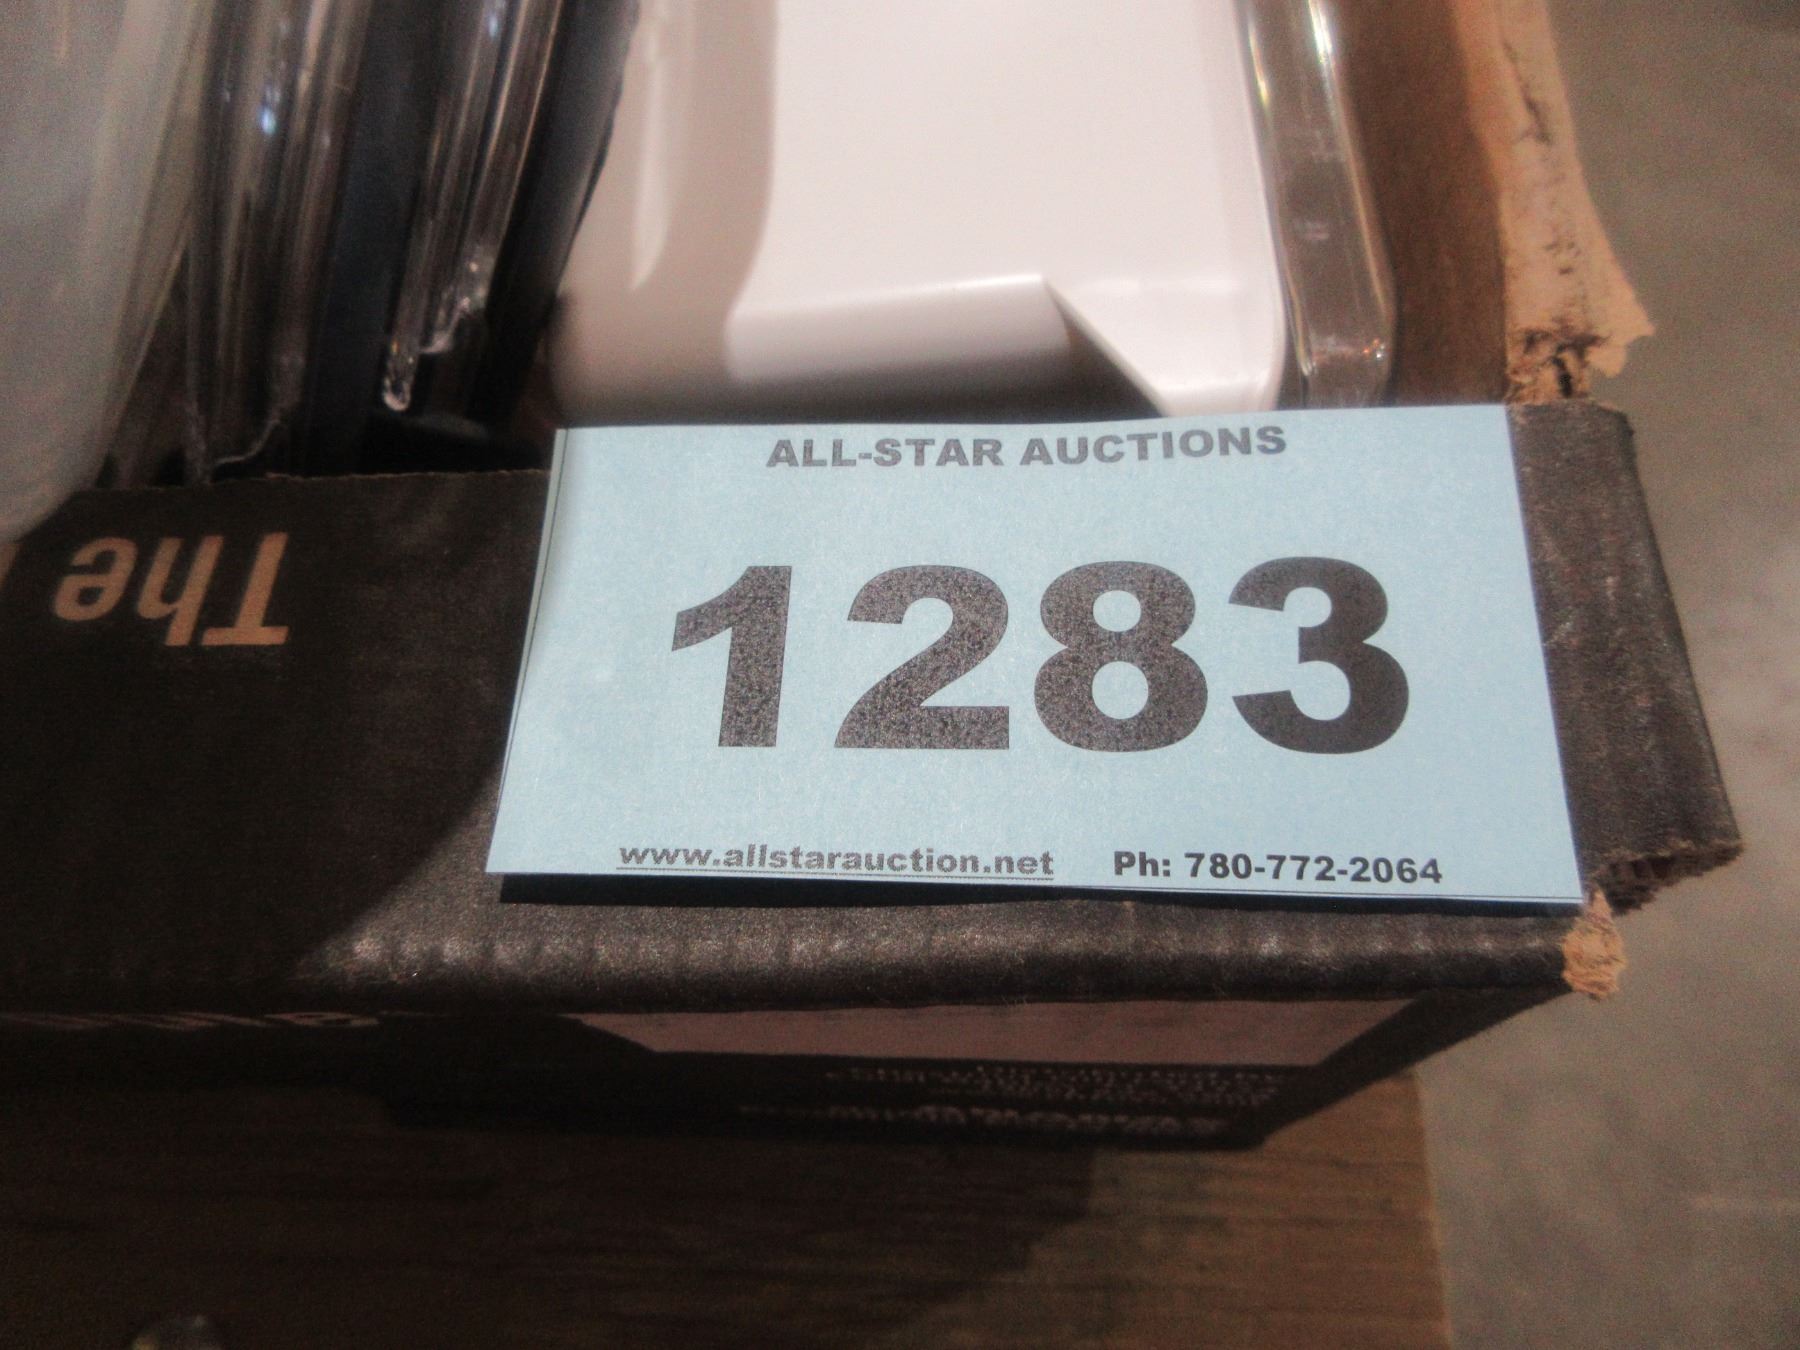 ALL-STAR AUCTIONS
1283
www.allstarauction.net Ph: 780-772-2064
The